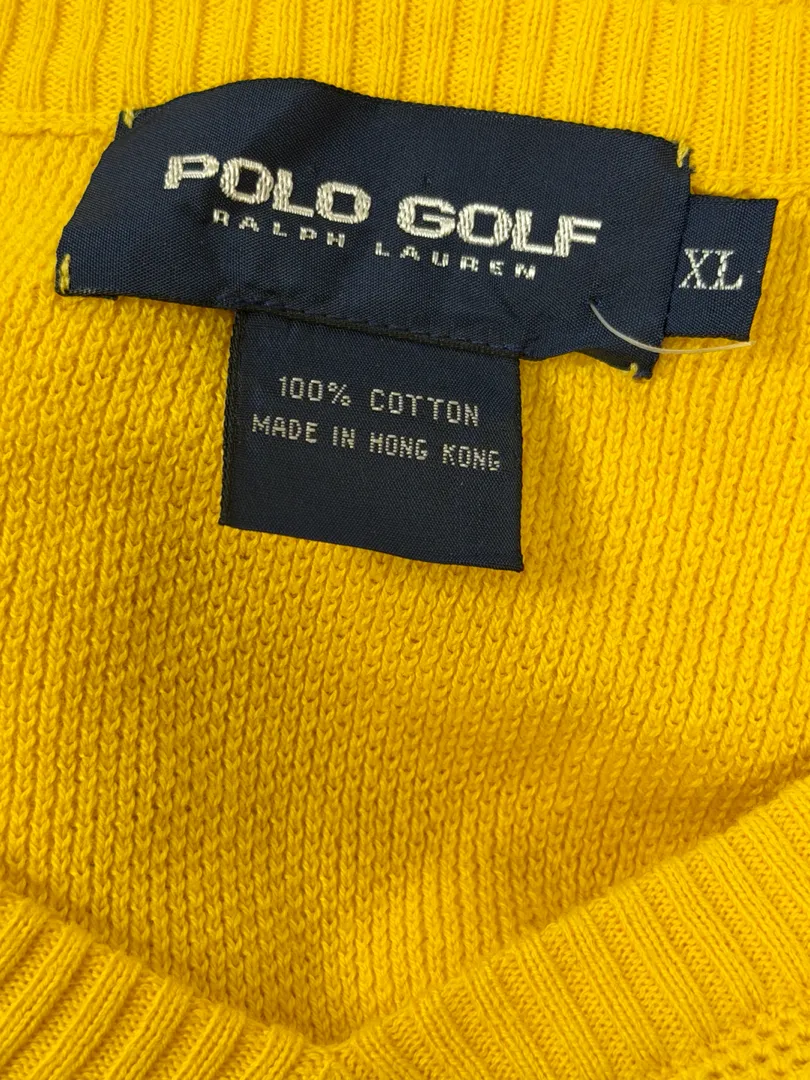 POLO GOLF
RALPH LAUREN
XL
100% COTTON
MADE IN HONG KONG